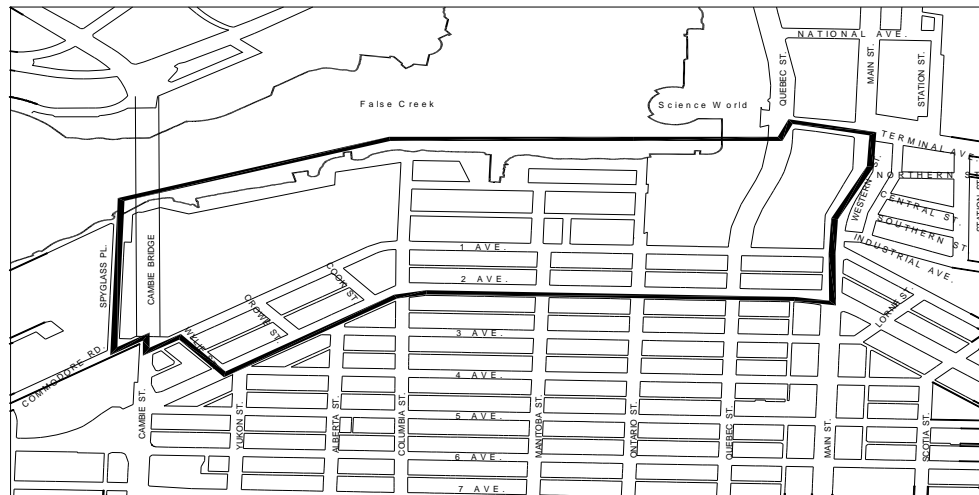 NATIONAL AVE.
QUEBEC ST.
MAIN ST.
STATION ST.
False Creek
Science World
TERMINAL AVE.
NORTHERN
WESTERN ST.
CENTRAL ST.
SOUTHERN ST.
INDUSTRIAL AVE.
SPYGLASS PL.
CAMBIE BRIDGE
1 AVE.
2 AVE.
COOK ST.
CROWE ST.
LORNE ST.
3 AVE.
COMMODORE RD.
4 AVE.
CAMBIE ST.
YUKON ST.
ALBERTA ST.
COLUMBIA ST.
MANITOBA ST.
ONTARIO ST.
QUEBEC ST.
MAIN ST.
SCOTIA ST.
5 AVE.
6 AVE.
7 AVE.